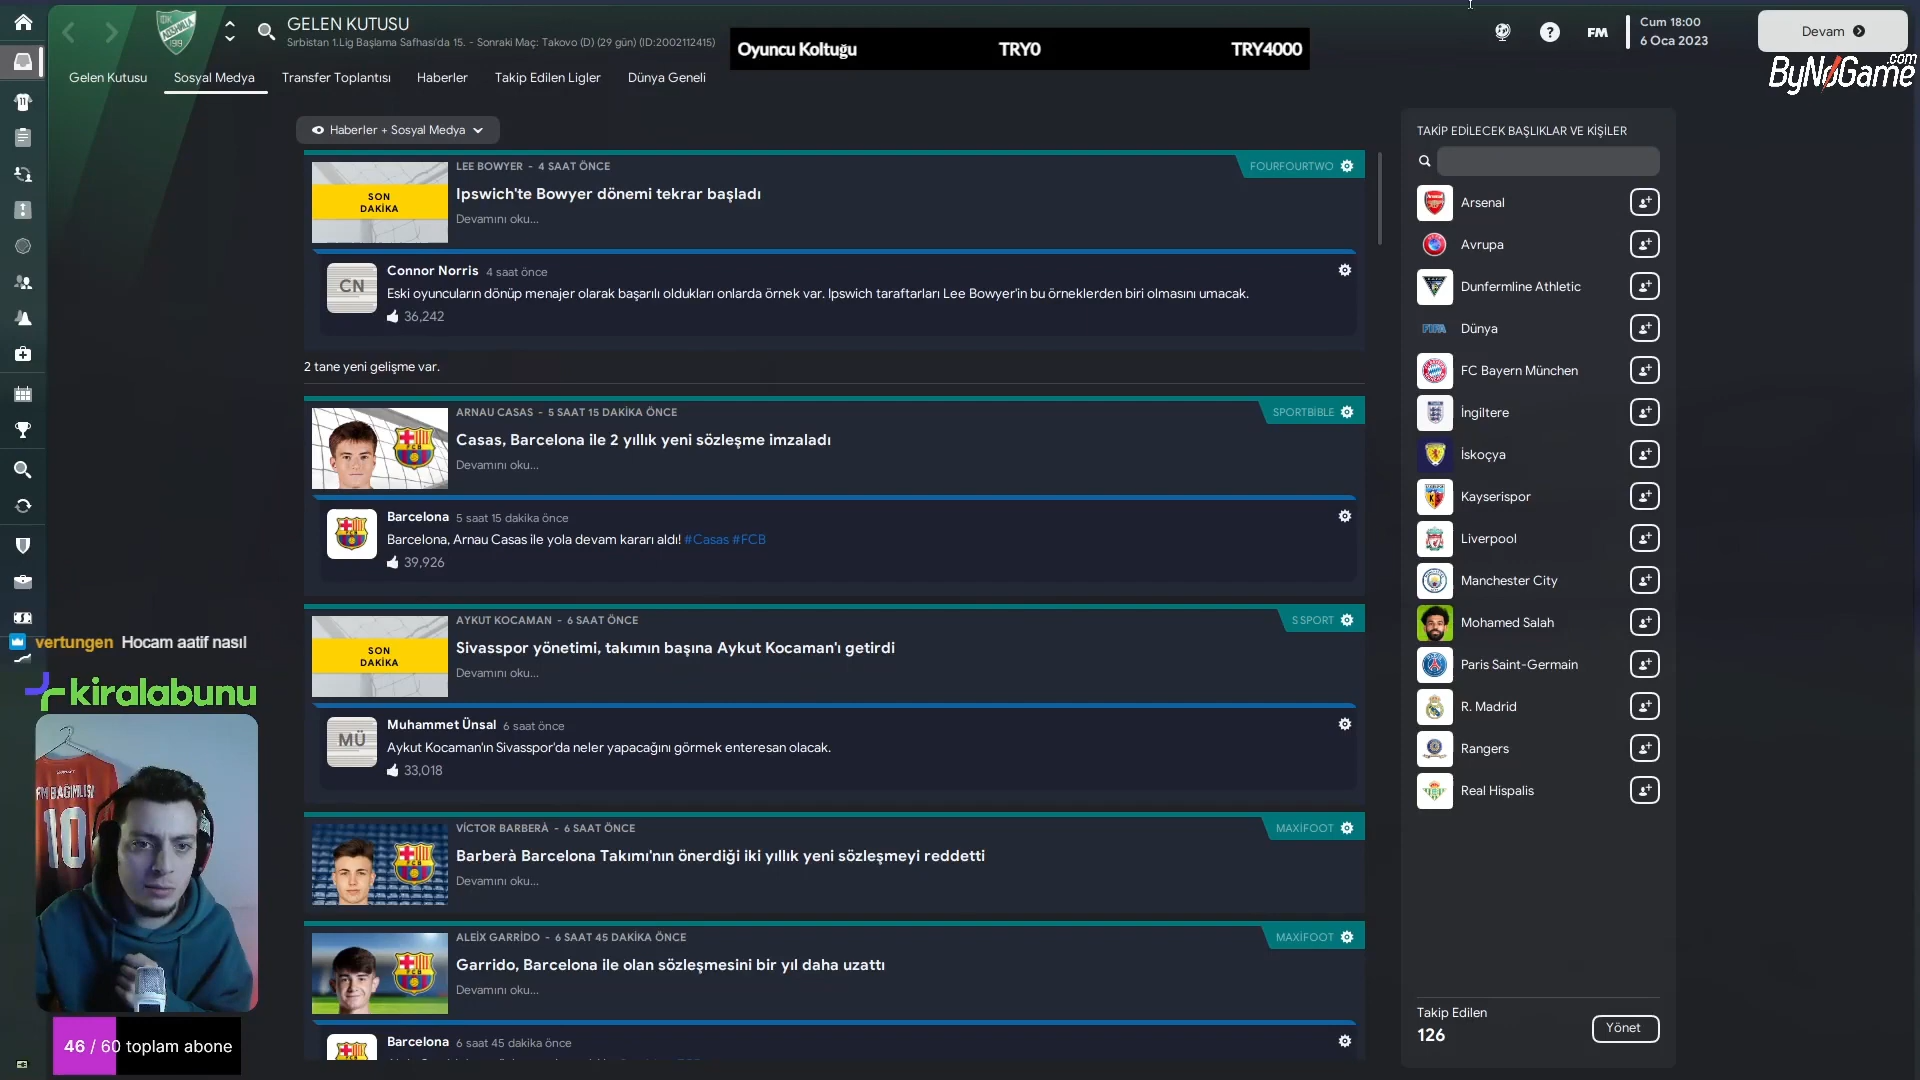 GELEN KUTUSU
Sırbistan 1.Lig Başlama Safhası'da 15. - Sonraki Maç: Takovo (D) (29 gün) (ID:2002112415)
Oyuncu Koltuğu TRY0 TRY4000
FM
Cum 18:00
6 Oca 2023
Devam
ByNoGame.com
Gelen Kutusu Sosyal Medya Transfer Toplantısı Haberler Takip Edilen Ligler Dünya Geneli
Haberler + Sosyal Medya
LEE BOWYER - 4 SAAT ÖNCE
FOURFOURTWO
SON
DAKİKA
Ipswich'te Bowyer dönemi tekrar başladı
Devamını oku...
CN
Connor Norris 4 saat önce
Eski oyuncuların dönüp menajer olarak başarılı oldukları onlarda örnek var. Ipswich taraftarları Lee Bowyer'in bu örneklerden biri olmasını umacak.
36,242
2 tane yeni gelişme var.
ARNAU CASAS - 5 SAAT 15 DAKİKA ÖNCE
SPORTBİBLE
Casas, Barcelona ile 2 yıllık yeni sözleşme imzaladı
Devamını oku...
Barcelona 5 saat 15 dakika önce
Barcelona, Arnau Casas ile yola devam kararı aldı! #Casas #FCB
39,926
AYKUT KOCAMAN - 6 SAAT ÖNCE
S SPORT
SON
DAKİKA
Sivasspor yönetimi, takımın başına Aykut Kocaman'ı getirdi
Devamını oku...
MÜ
Muhammet Ünsal 6 saat önce
Aykut Kocaman'ın Sivasspor'da neler yapacağını görmek enteresan olacak.
33,018
VÍCTOR BARBERÀ - 6 SAAT ÖNCE
MAXİFOOT
Barberà Barcelona Takımı'nın önerdiği iki yıllık yeni sözleşmeyi reddetti
Devamını oku...
ALEİX GARRİDO - 6 SAAT 45 DAKİKA ÖNCE
MAXİFOOT
Garrido, Barcelona ile olan sözleşmesini bir yıl daha uzattı
Devamını oku...
Barcelona 6 saat 45 dakika önce
TAKİP EDİLECEK BAŞLIKLAR VE KİŞİLER
Arsenal
Avrupa
Dunfermline Athletic
FIFA Dünya
FC Bayern München
İngiltere
İskoçya
Kayserispor
Liverpool
Manchester City
Mohamed Salah
Paris Saint-Germain
R. Madrid
Rangers
Real Hispalis
Takip Edilen
126
Yönet
vertungen Hocam aatif nasıl
kiralabunu
FM BAGIMLISI
10
46 / 60 toplam abone